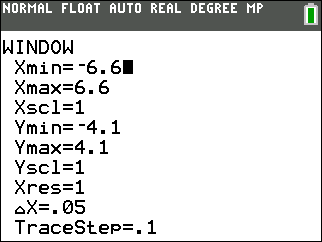 NORMAL FLOAT AUTO REAL DEGREE MP
WINDOW
Xmin=-6.6
Xmax=6.6
Xscl=1
Ymin=-4.1
Ymax=4.1
Yscl=1
Xres=1
△X=.05
TraceStep=.1